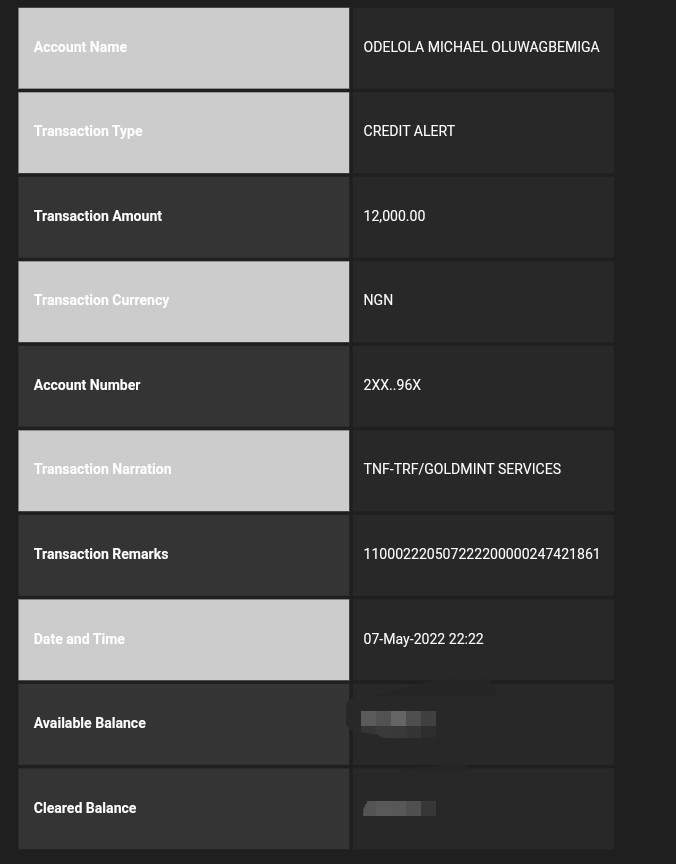 Account Name
ODELOLA MICHAEL OLUWAGBEMIGA
Transaction Type
CREDIT ALERT
Transaction Amount
12,000.00
Transaction Currency
NGN
Account Number
2XX..96X
Transaction Narration
TNF-TRF/GOLDMINT SERVICES
Transaction Remarks
110002220507222200000247421861
Date and Time
07-May-2022 22:22
Available Balance
Cleared Balance